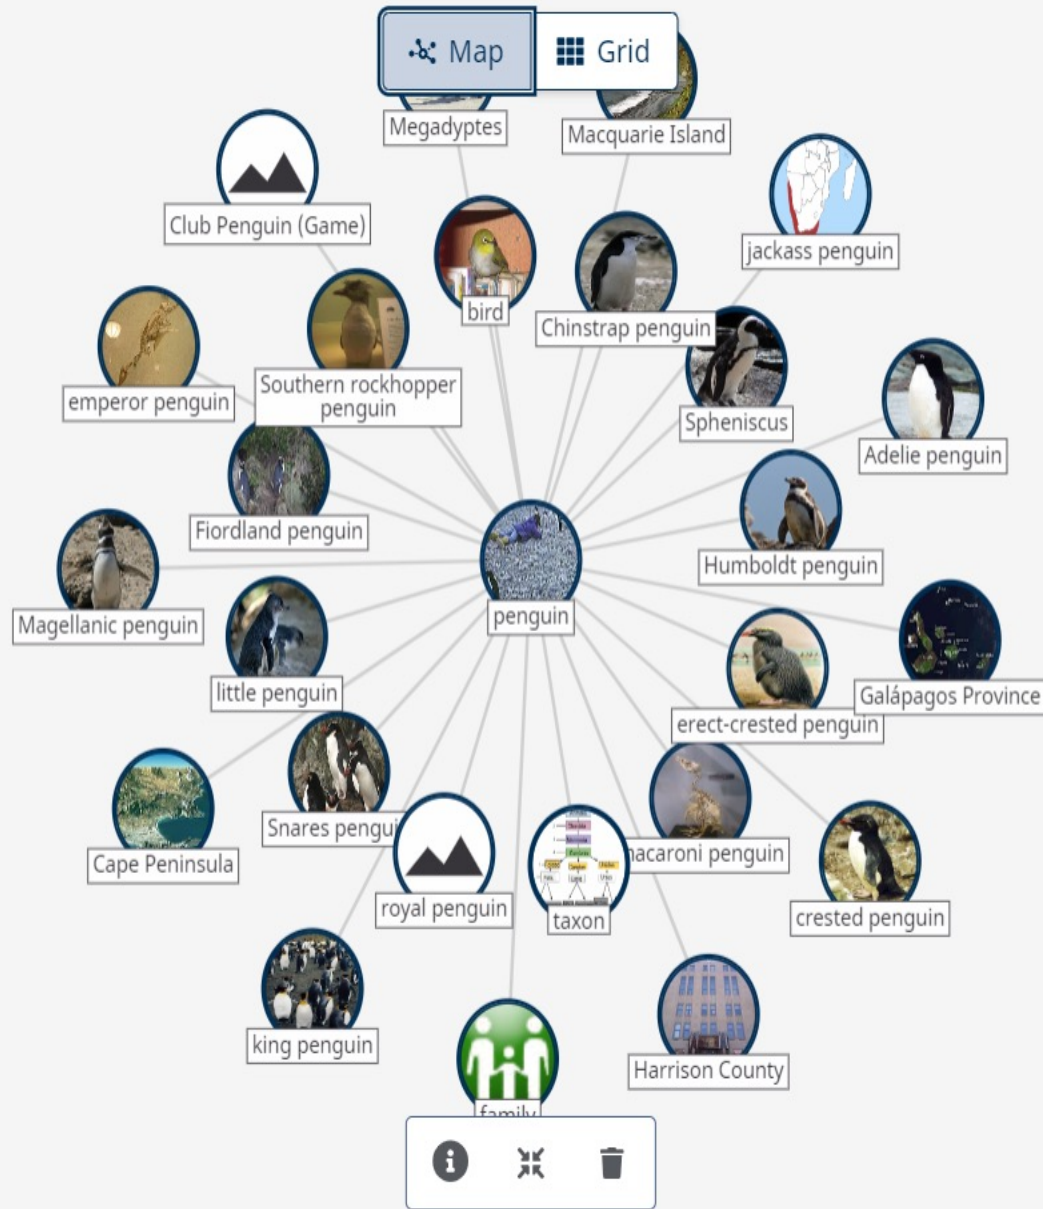 Map
Grid
Megadyptes
Macquarie Island
Club Penguin (Game)
jackass penguin
bird
Chinstrap penguin
emperor penguin
Southern rockhopper
penguin
Spheniscus
Adelie penguin
Fiordland penguin
Humboldt penguin
Magellanic penguin
penguin
little penguin
Galápagos Province
erect-crested penguin
Snares pengui
Cape Peninsula
acaroni penguin
royal penguin
taxon
crested penguin
king penguin
Harrison County
family